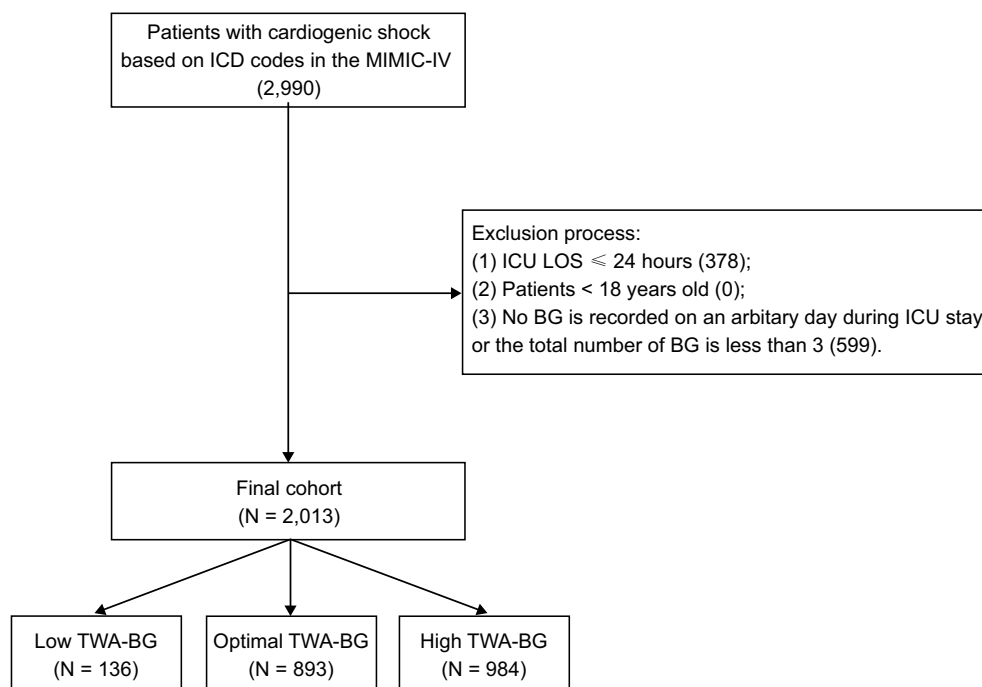 Patients with cardiogenic shock
based on ICD codes in the MIMIC-IV
(2,990)
Exclusion process:
(1) ICU LOS ⩽ 24 hours (378);
(2) Patients < 18 years old (0);
(3) No BG is recorded on an arbitary day during ICU stay
or the total number of BG is less than 3 (599).
Final cohort
(N = 2,013)
Low TWA-BG
(N = 136)
Optimal TWA-BG
(N = 893)
High TWA-BG
(N = 984)